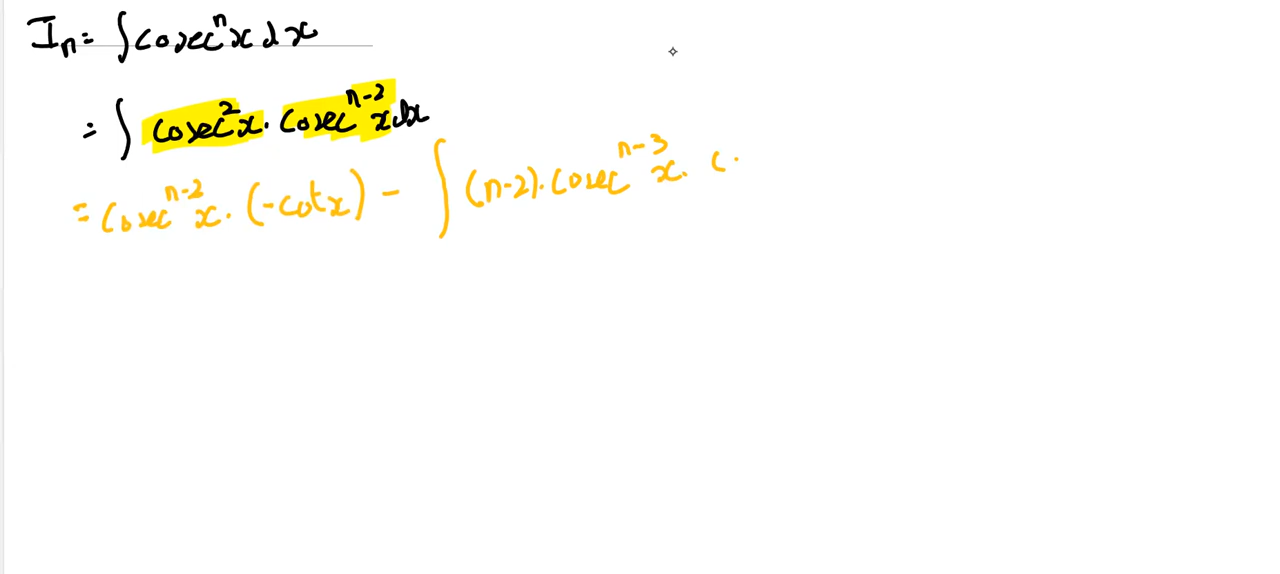 Iₙ = ∫ cosecⁿx dx
= ∫ cosec²x · cosecⁿ⁻²x dx
= cosecⁿ⁻²x · (-cotx) - ∫ (n-2) · cosecⁿ⁻³x · c